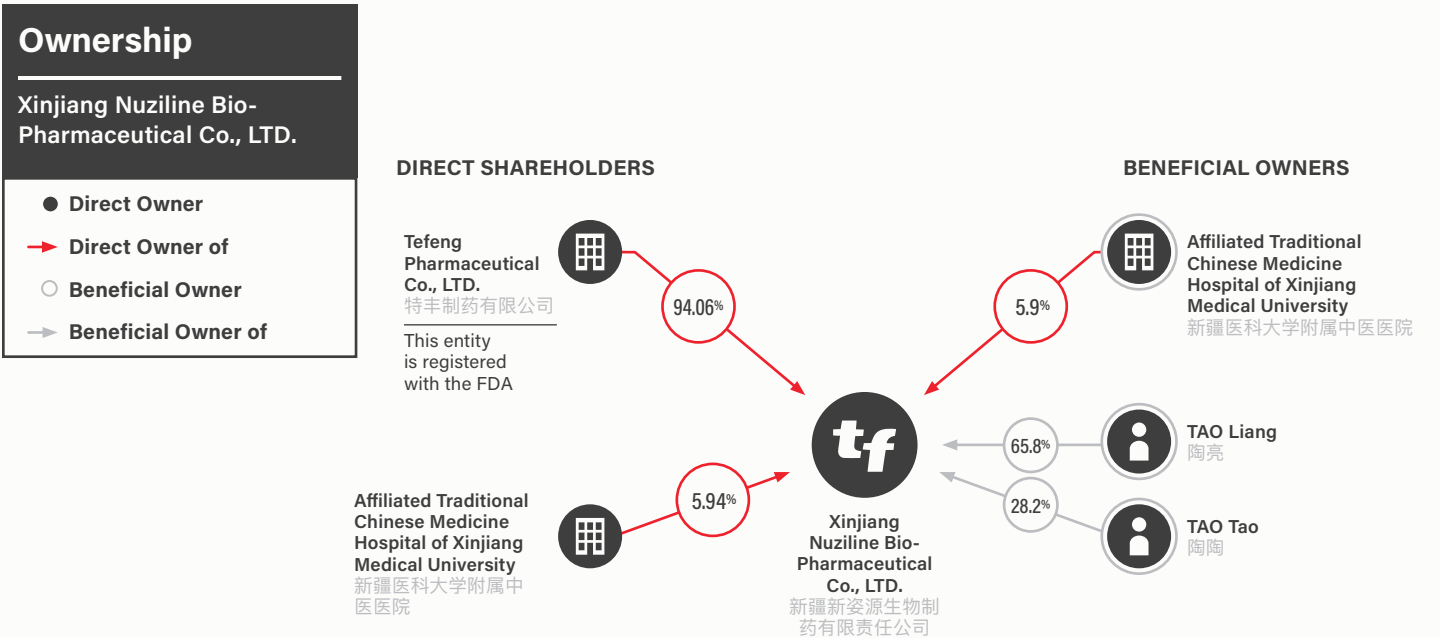 Ownership
Xinjiang Nuziline Bio-
Pharmaceutical Co., LTD.
Direct Owner
Direct Owner of
Beneficial Owner
Beneficial Owner of
DIRECT SHAREHOLDERS
Tefeng
Pharmaceutical
Co., LTD.
特丰制药有限公司
This entity
is registered
with the FDA
94.06%
Affiliated Traditional
Chinese Medicine
Hospital of Xinjiang
Medical University
新疆医科大学附属中
医医院
5.94%
tf
Xinjiang
Nuziline Bio-
Pharmaceutical
Co., LTD.
新疆新姿源生物制
药有限责任公司
BENEFICIAL OWNERS
5.9%
Affiliated Traditional
Chinese Medicine
Hospital of Xinjiang
Medical University
新疆医科大学附属中医医院
65.8%
TAO Liang
陶亮
28.2%
TAO Tao
陶陶